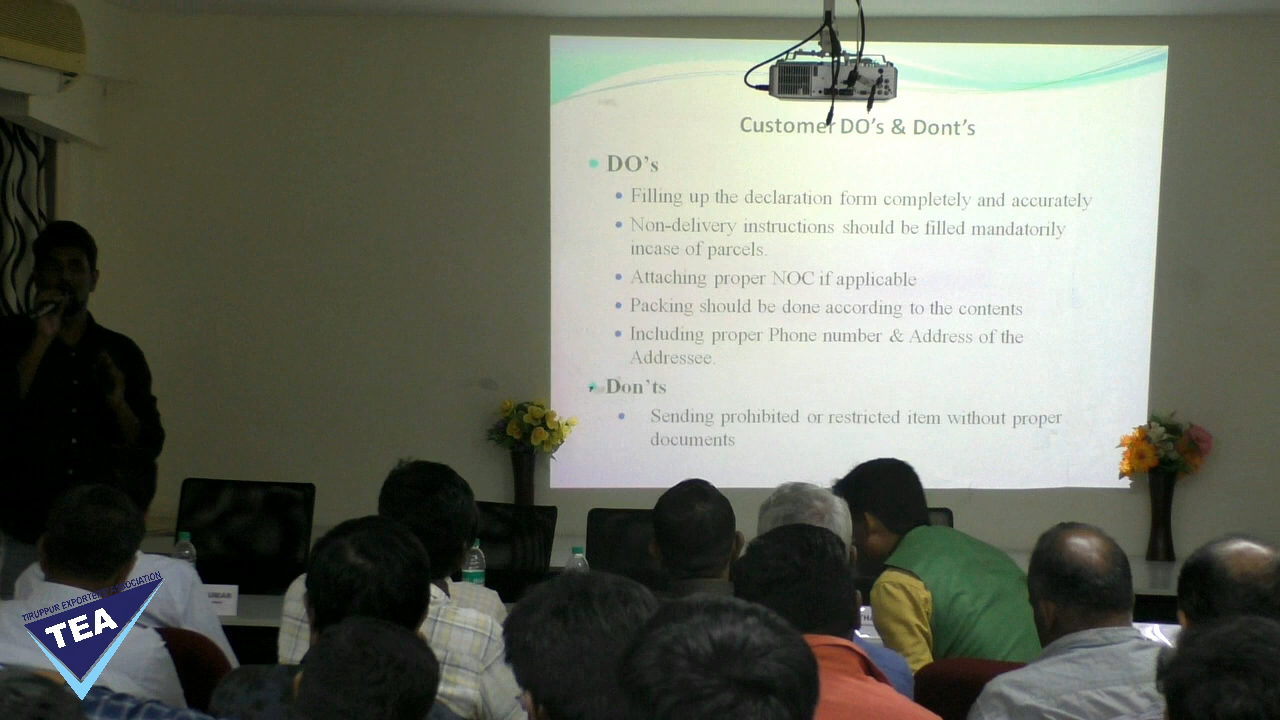 Customer DO's & Dont's
DO's
Filling up the declaration form completely and accurately
Non-delivery instructions should be filled mandatorily
incase of parcels.
Attaching proper NOC if applicable
Packing should be done according to the contents
Including proper Phone number & Address of the
Addressee.
Don'ts
Sending prohibited or restricted item without proper
documents
TIRUPPUR EXPORTERS ASSOCIATION
TEA